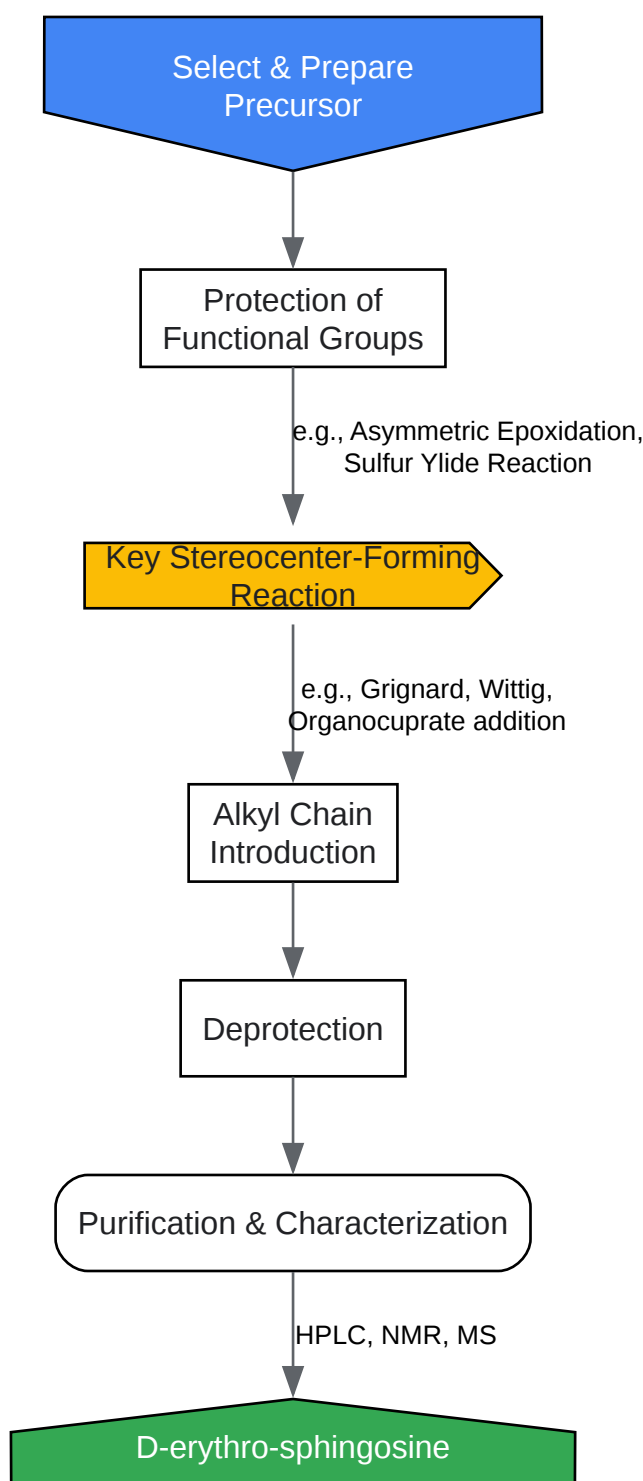 Select & Prepare
Precursor
Protection of
Functional Groups
e.g., Asymmetric Epoxidation,
Sulfur Ylide Reaction
Key Stereocenter-Forming
Reaction
e.g., Grignard, Wittig,
Organocuprate addition
Alkyl Chain
Introduction
Deprotection
Purification & Characterization
HPLC, NMR, MS
D-erythro-sphingosine